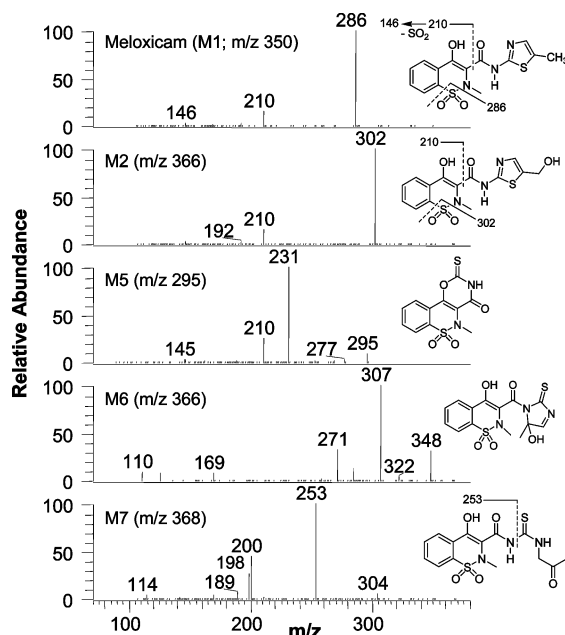 Relative Abundance
Meloxicam (M1; m/z 350)
100
50
0
146
210
286
146 210
- SO2
OH O N CH3
N H S
N
S
O O
286
M2 (m/z 366)
100
50
0
192
210
302
210
OH O N OH
N H S
N
S
O O
302
M5 (m/z 295)
100
50
0
145
210
231
277
295
S
O NH
O
N
S
O O
M6 (m/z 366)
100
50
0
110
169
271
307
322
348
OH O S
N N
N OH
S
O O
M7 (m/z 368)
100
50
0
114
189
198
200
253
304
253
OH O S
N NH
H
N
S O
O O
100 200 300
m/z